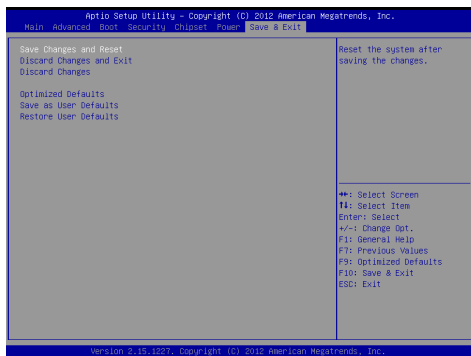 Aptio Setup Utility – Copyright (C) 2012 American Megatrends, Inc.
Main Advanced Boot Security Chipset Power Save & Exit
Save Changes and Reset
Discard Changes and Exit
Discard Changes
Optimized Defaults
Save as User Defaults
Restore User Defaults
Reset the system after
saving the changes.
→←: Select Screen
↑↓: Select Item
Enter: Select
+/-: Change Opt.
F1: General Help
F7: Previous Values
F9: Optimized Defaults
F10: Save & Exit
ESC: Exit
Version 2.15.1227. Copyright (C) 2012 American Megatrends, Inc.